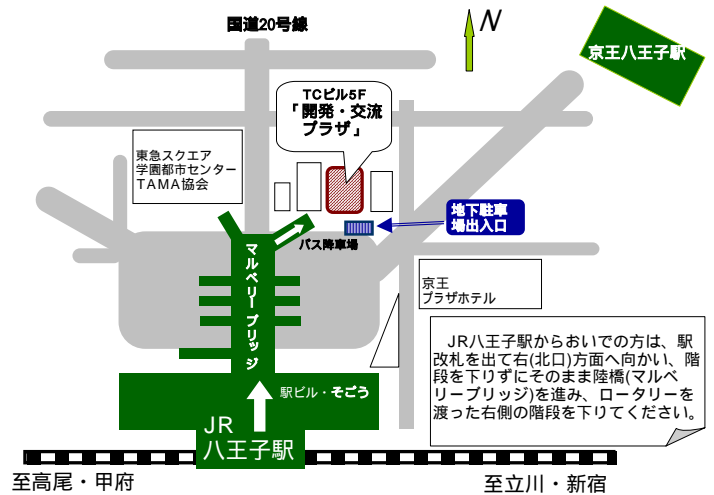 国道20号線
N
京王八王子駅
TCビル5F
「開発・交流
プラザ」
東急スクエア
学園都市センター
TAMA協会
地下駐車
場出入口
バス降車場
マルベリーブリッジ
京王
プラザホテル
JR八王子駅からおいでの方は、駅
改札を出て右(北口)方面へ向かい、階
段を下りずにそのまま陸橋(マルベ
リーブリッジ)を進み、ロータリーを
渡った右側の階段を下りてください。
駅ビル・そごう
JR
八王子駅
至高尾・甲府
至立川・新宿